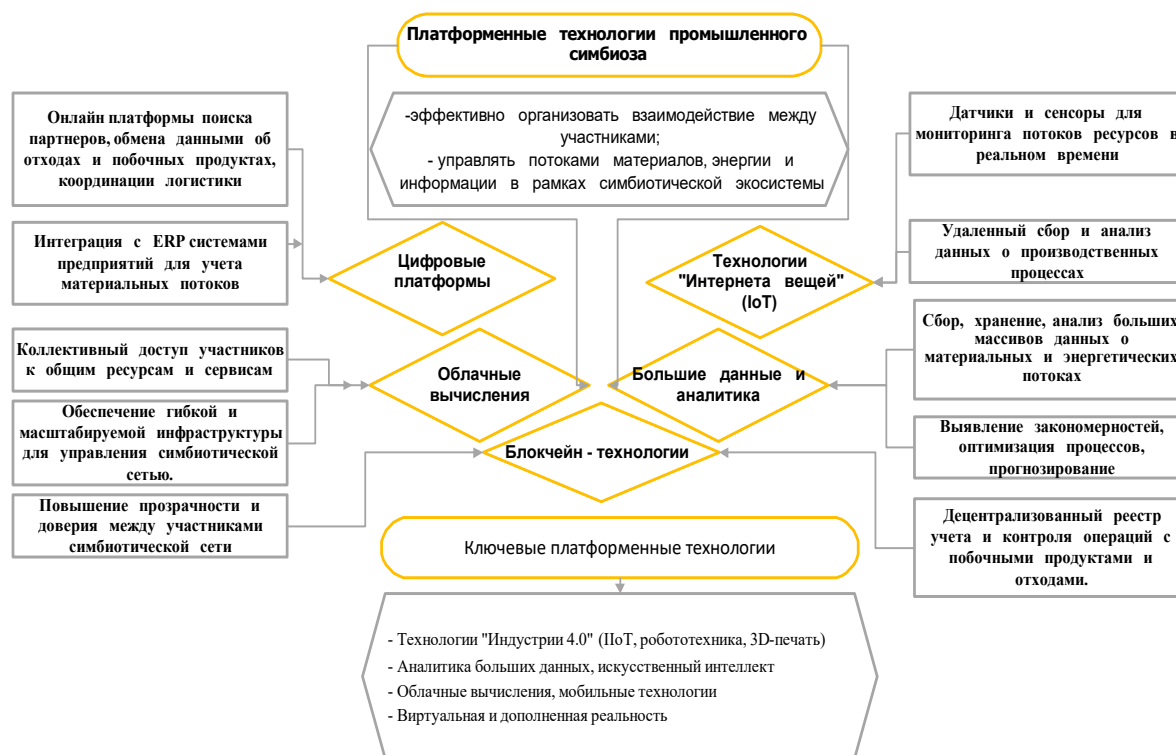 Платформенные технологии промышленного
симбиоза
-эффективно организовать взаимодействие между
участниками;
- управлять потоками материалов, энергии и
информации в рамках симбиотической экосистемы
Онлайн платформы поиска
партнеров, обмена данными об
отходах и побочных продуктах,
координации логистики
Интеграция с ERP системами
предприятий для учета
материальных потоков
Цифровые
платформы
Датчики и сенсоры для
мониторинга потоков ресурсов в
реальном времени
Удаленный сбор и анализ
данных о производственных
процессах
Технологии
"Интернета вещей"
(IoT)
Коллективный доступ участников
к общим ресурсам и сервисам
Обеспечение гибкой и
масштабируемой инфраструктуры
для управления симбиотической
сетью.
Облачные
вычисления
Сбор, хранение, анализ больших
массивов данных о
материальных и энергетических
потоках
Выявление закономерностей,
оптимизация процессов,
прогнозирование
Большие данные и
аналитика
Блокчейн - технологии
Повышение прозрачности и
доверия между участниками
симбиотической сети
Децентрализованный реестр
учета и контроля операций с
побочными продуктами и
отходами.
Ключевые платформенные технологии
- Технологии "Индустрии 4.0" (IIoT, робототехника, 3D-печать)
- Аналитика больших данных, искусственный интеллект
- Облачные вычисления, мобильные технологии
- Виртуальная и дополненная реальность